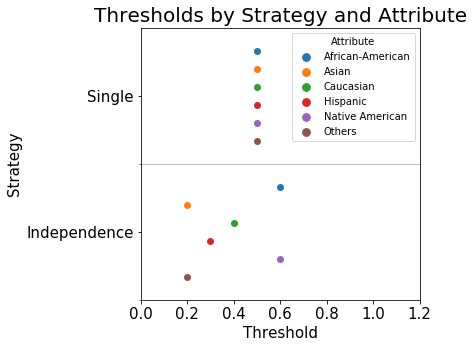 Thresholds by Strategy and Attribute
Attribute
African-American
Asian
Caucasian
Hispanic
Native American
Others
Single
Independence
Strategy
0.0 0.2 0.4 0.6 0.8 1.0 1.2
Threshold